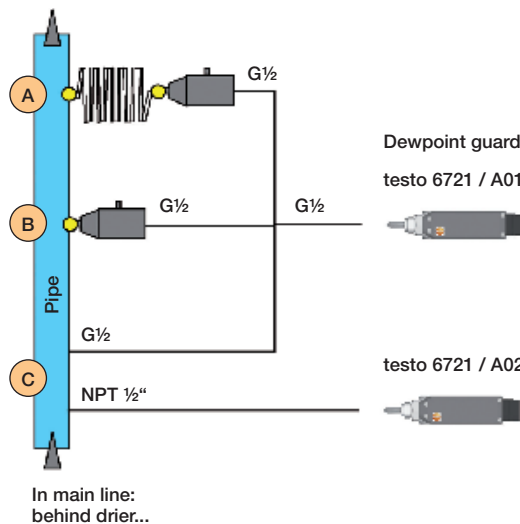 A
G½
Dewpoint guard
testo 6721 / A01
B
G½
G½
Pipe
G½
C
testo 6721 / A02
NPT ½“
In main line:
behind drier...